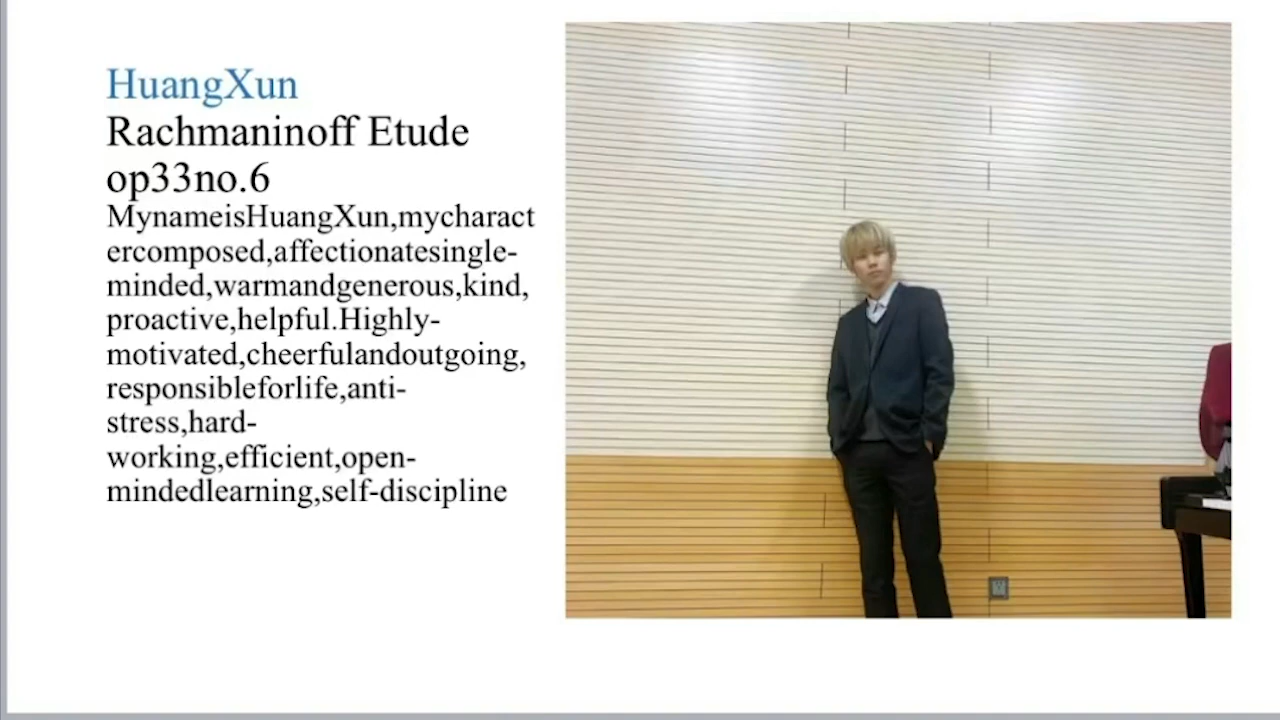 HuangXun
Rachmaninoff Etude
op33no.6
MynameisHuangXun,mycharact
ercomposed,affectionatesingle-
minded,warmandgenerous,kind,
proactive,helpful.Highly-
motivated,cheerfulandoutgoing,
responsibleforlife,anti-
stress,hard-
working,efficient,open-
mindedlearning,self-discipline